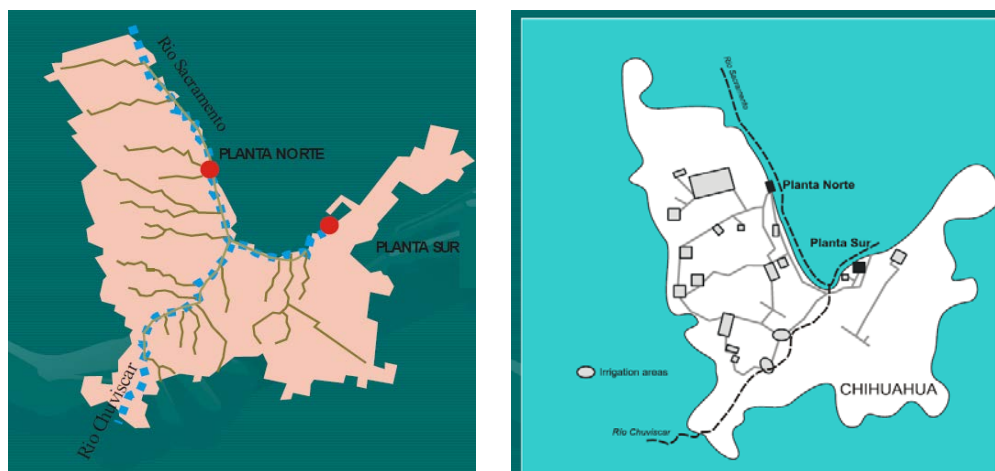 Rio Sacramento
PLANTA NORTE
PLANTA SUR
Rio Chuviscar
Rio Sacramento
Planta Norte
Planta Sur
Irrigation areas
CHIHUAHUA
Rio Chuviscar